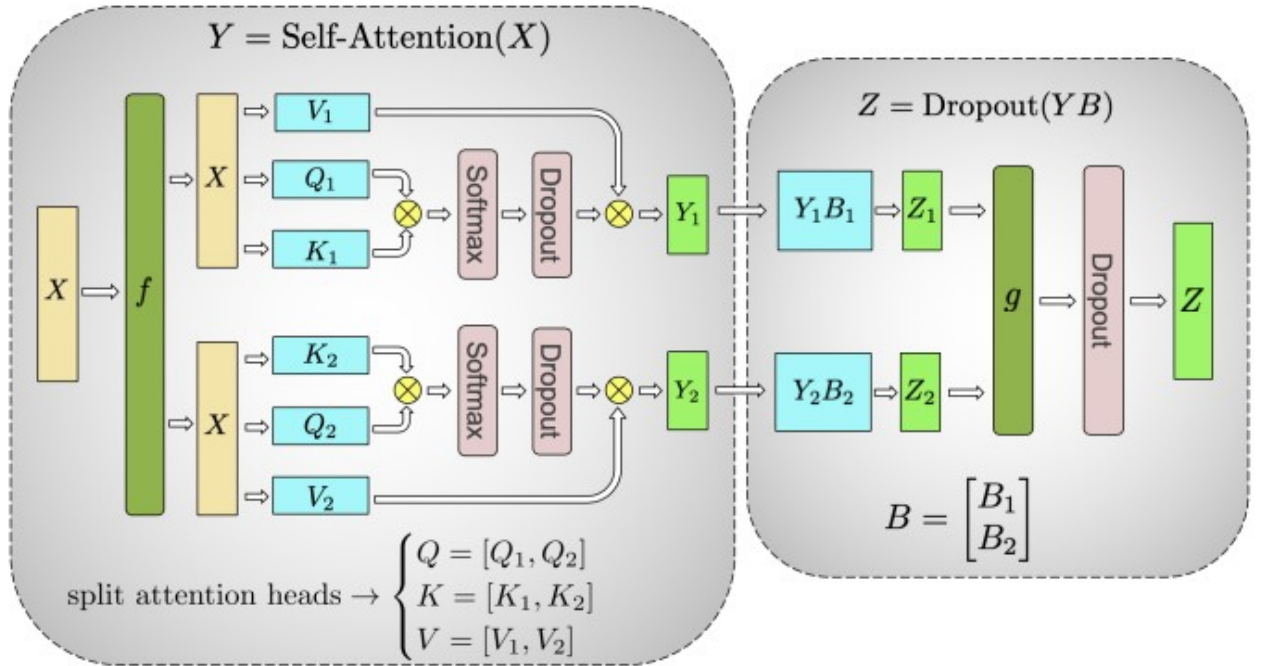 Y = Self-Attention(X)
X
f
X
V₁
Q₁
K₁
Softmax
Dropout
Y₁
X
K₂
Q₂
V₂
Softmax
Dropout
Y₂
split attention heads → { Q = [Q₁, Q₂]
K = [K₁, K₂]
V = [V₁, V₂]
Z = Dropout(YB)
Y₁B₁
Z₁
Y₂B₂
Z₂
g
Dropout
Z
B = [B₁
B₂]